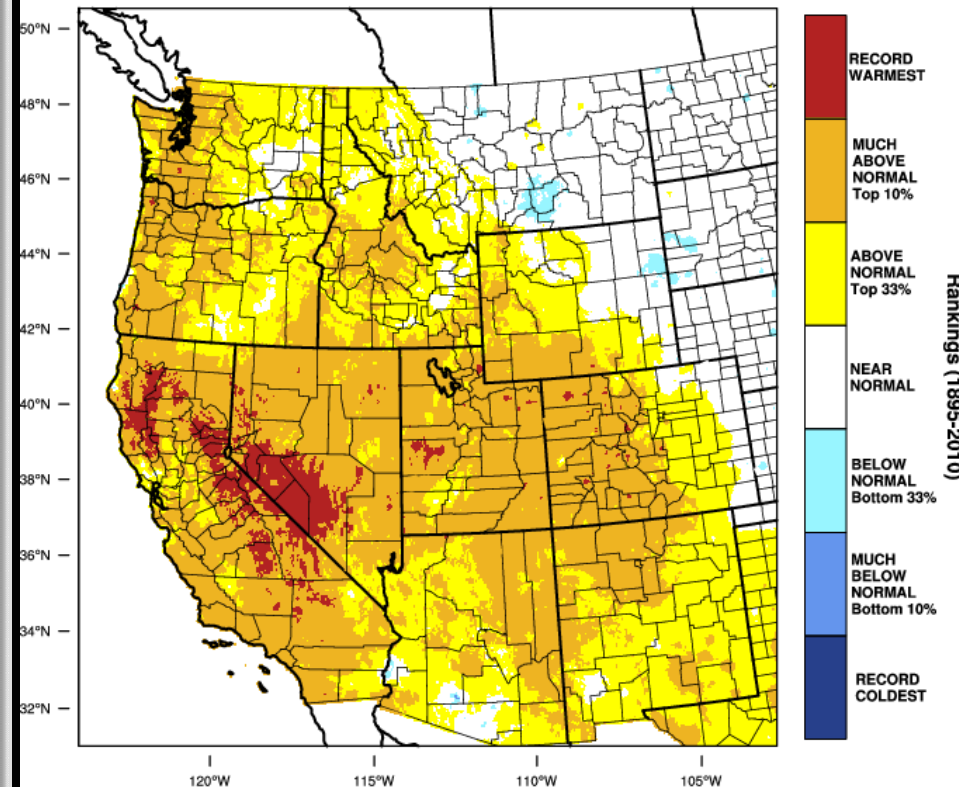 50°N
48°N
46°N
44°N
42°N
40°N
38°N
36°N
34°N
32°N
120°W
115°W
110°W
105°W
RECORD
WARMEST
MUCH
ABOVE
NORMAL
Top 10%
ABOVE
NORMAL
Top 33%
NEAR
NORMAL
BELOW
NORMAL
Bottom 33%
MUCH
BELOW
NORMAL
Bottom 10%
RECORD
COLDEST
Rankings (1895-2010)